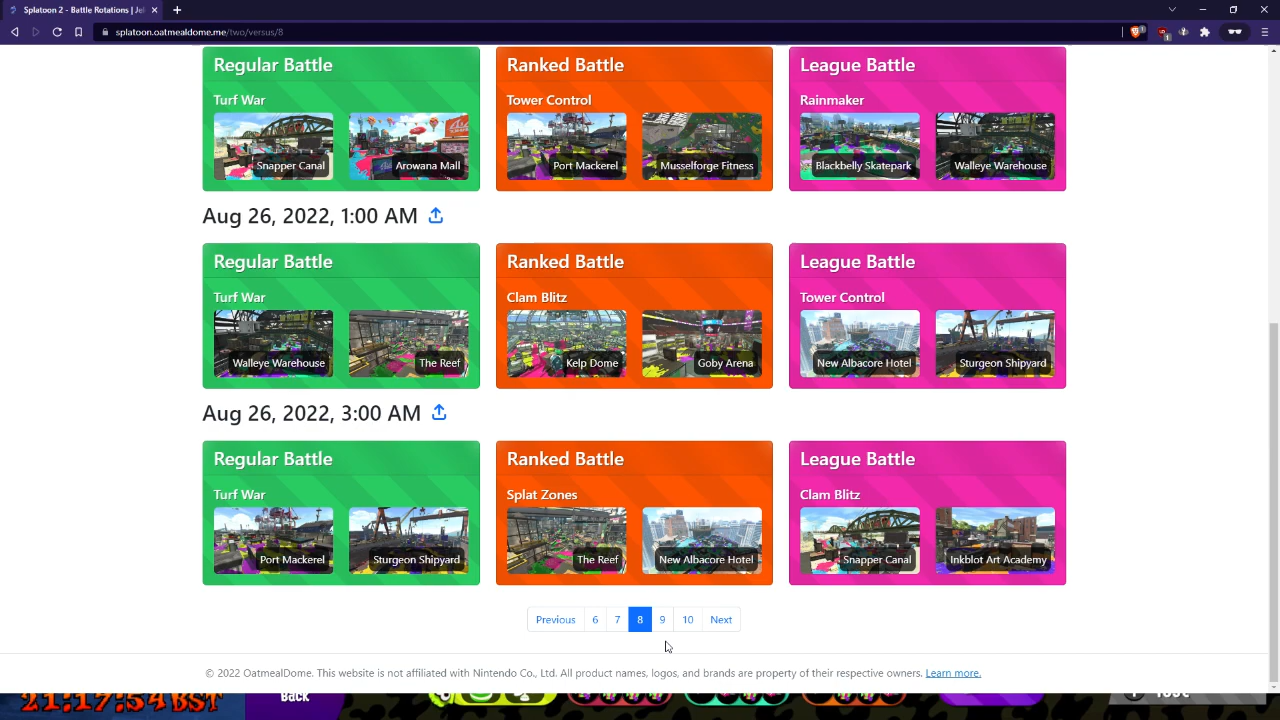 Splatoon 2 - Battle Rotations | Jel
splatoon.oatmealdome.me/two/versus/8
Regular Battle
Turf War
Snapper Canal
Arowana Mall
Ranked Battle
Tower Control
Port Mackerel
Musselforge Fitness
League Battle
Rainmaker
Blackbelly Skatepark
Walleye Warehouse
Aug 26, 2022, 1:00 AM
Regular Battle
Turf War
Walleye Warehouse
The Reef
Ranked Battle
Clam Blitz
Kelp Dome
Goby Arena
League Battle
Tower Control
New Albacore Hotel
Sturgeon Shipyard
Aug 26, 2022, 3:00 AM
Regular Battle
Turf War
Port Mackerel
Sturgeon Shipyard
Ranked Battle
Splat Zones
The Reef
New Albacore Hotel
League Battle
Clam Blitz
Snapper Canal
Inkblot Art Academy
Previous 6 7 8 9 10 Next
© 2022 OatmealDome. This website is not affiliated with Nintendo Co., Ltd. All product names, logos, and brands are property of their respective owners. Learn more.
21:17:54 BST
Back